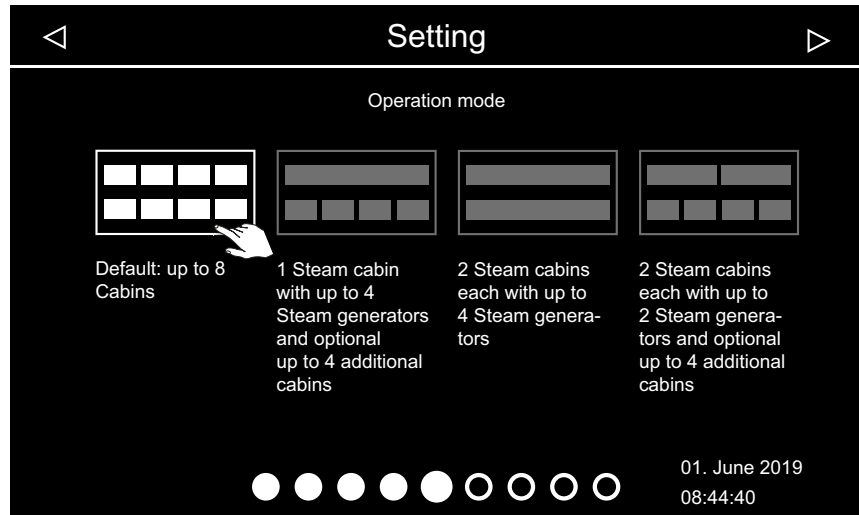 Setting
Operation mode
Default: up to 8
Cabins
1 Steam cabin
with up to 4
Steam generators
and optional
up to 4 additional
cabins
2 Steam cabins
each with up to
4 Steam genera-
tors
2 Steam cabins
each with up to
2 Steam genera-
tors and optional
up to 4 additional
cabins
01. June 2019
08:44:40